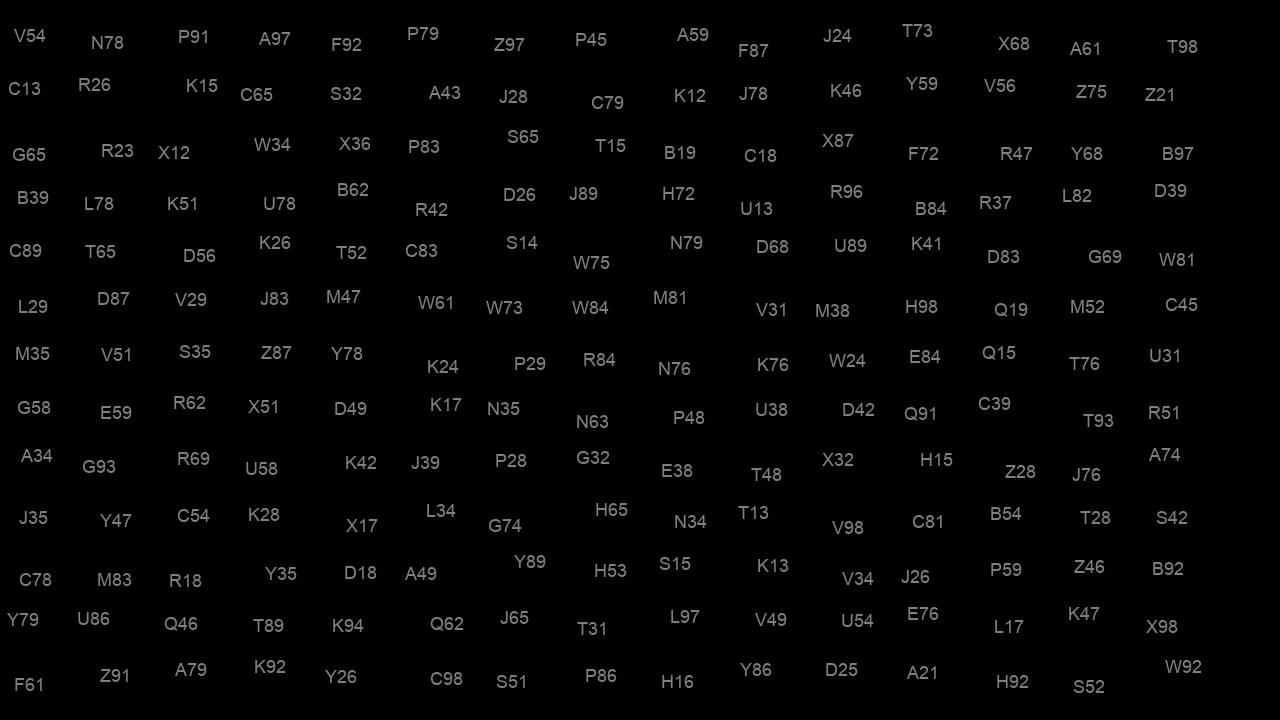 V54 N78 P91 A97 F92 P79 Z97 P45 A59 F87 J24 T73 X68 A61 T98
C13 R26 K15 C65 S32 A43 J28 C79 K12 J78 K46 Y59 V56 Z75 Z21
G65 R23 X12 W34 X36 P83 S65 T15 B19 C18 X87 F72 R47 Y68 B97
B39 L78 K51 U78 B62 R42 D26 J89 H72 U13 R96 B84 R37 L82 D39
C89 T65 D56 K26 T52 C83 S14 W75 N79 D68 U89 K41 D83 G69 W81
L29 D87 V29 J83 M47 W61 W73 W84 M81 V31 M38 H98 Q19 M52 C45
M35 V51 S35 Z87 Y78 K24 P29 R84 N76 K76 W24 E84 Q15 T76 U31
G58 E59 R62 X51 D49 K17 N35 N63 P48 U38 D42 Q91 C39 T93 R51
A34 G93 R69 U58 K42 J39 P28 G32 E38 T48 X32 H15 Z28 J76 A74
J35 Y47 C54 K28 X17 L34 G74 H65 N34 T13 V98 C81 B54 T28 S42
C78 M83 R18 Y35 D18 A49 Y89 H53 S15 K13 V34 J26 P59 Z46 B92
Y79 U86 Q46 T89 K94 Q62 J65 T31 L97 V49 U54 E76 L17 K47 X98
F61 Z91 A79 K92 Y26 C98 S51 P86 H16 Y86 D25 A21 H92 S52 W92